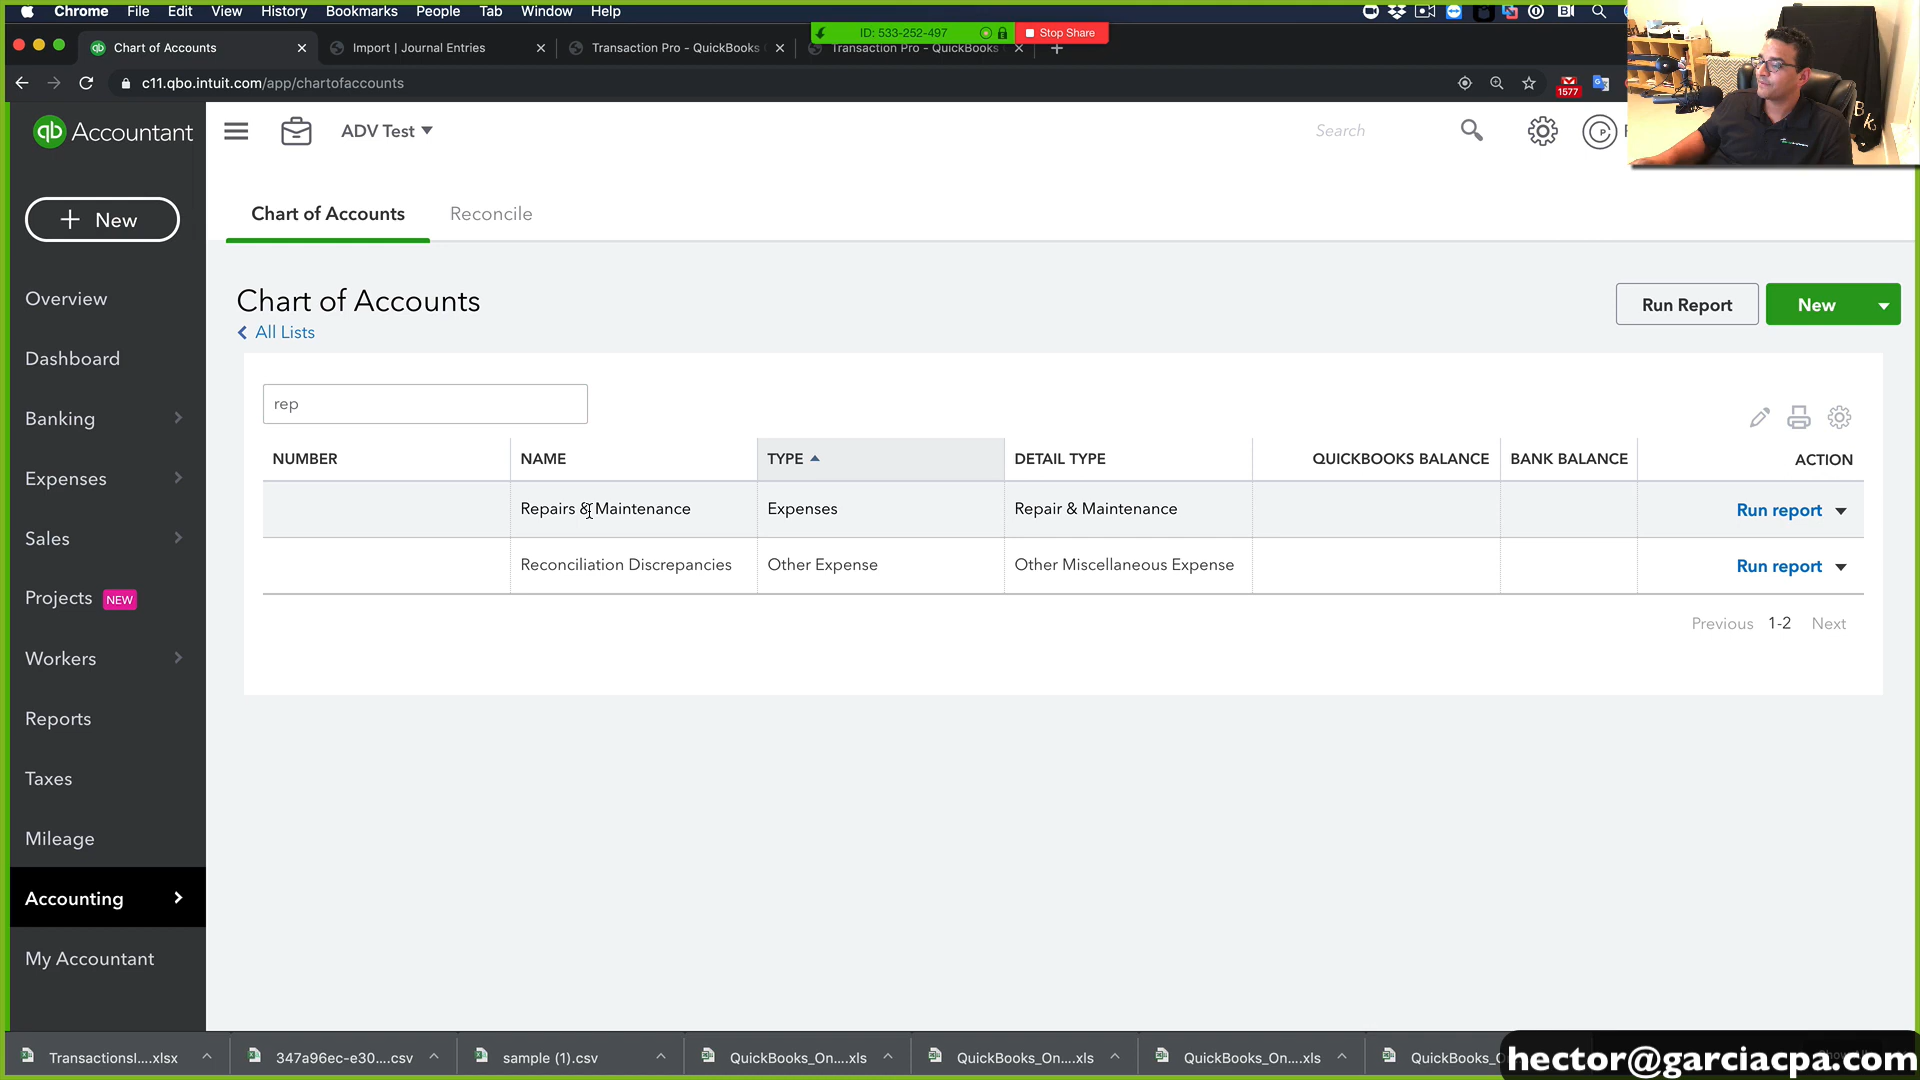 Chrome File Edit View History Bookmarks People Tab Window Help
ID: 533-252-497 Stop Share
Chart of Accounts Import | Journal Entries Transaction Pro - QuickBooks Transaction Pro - QuickBooks
c11.qbo.intuit.com/app/chartofaccounts
1577
qb Accountant
ADV Test
Search
New
Chart of Accounts Reconcile
Chart of Accounts
All Lists
Run Report
New
Overview
Dashboard
Banking
Expenses
Sales
Projects NEW
Workers
Reports
Taxes
Mileage
Accounting
My Accountant
rep
NUMBER NAME TYPE DETAIL TYPE QUICKBOOKS BALANCE BANK BALANCE ACTION
Repairs & Maintenance Expenses Repair & Maintenance Run report
Reconciliation Discrepancies Other Expense Other Miscellaneous Expense Run report
Previous 1-2 Next
TransactionsI....xlsx 347a96ec-e30....csv sample (1).csv QuickBooks_On....xls QuickBooks_On....xls QuickBooks_On....xls
hector@garciacpa.com